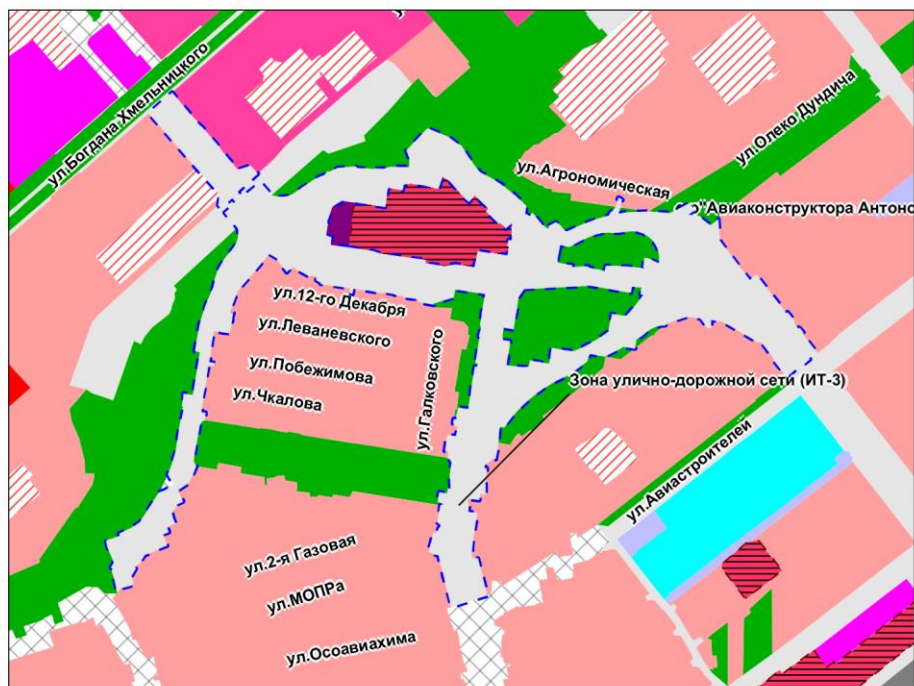 ул.Богдана Хмельницкого
ул.Олеко Дундича
ул.Агрономическая
"Авиаконструктора Антоно
ул.12-го Декабря
ул.Леваневского
ул.Побежимова
ул.Чкалова
ул.Галковского
Зона улично-дорожной сети (ИТ-3)
ул.Авиастроителей
ул.2-я Газовая
ул.МОПРа
ул.Осоавиахима